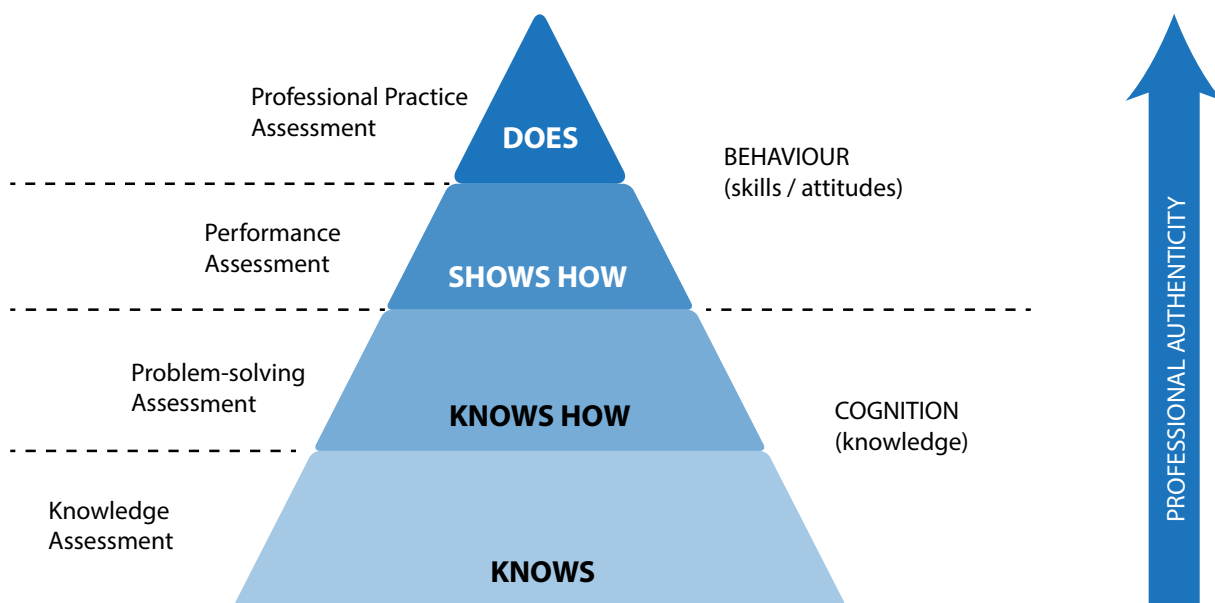 Professional Practice
Assessment
DOES
BEHAVIOUR
(skills / attitudes)
Performance
Assessment
SHOWS HOW
Problem-solving
Assessment
KNOWS HOW
COGNITION
(knowledge)
Knowledge
Assessment
KNOWS
PROFESSIONAL AUTHENTICITY